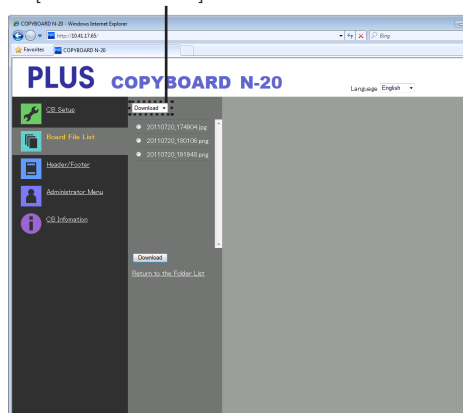 COPYBOARD N-20 - Windows Internet Explorer
http://10.41.17.65/
Bing
Favorites COPYBOARD N-20
PLUS COPYBOARD N-20
Language English
CB Setup
Board File List
Header/Footer
Administrator Menu
CB Infomation
Download
20110720_174904.jpg
20110720_180106.png
20110720_191948.png
Download
Return to the Folder List